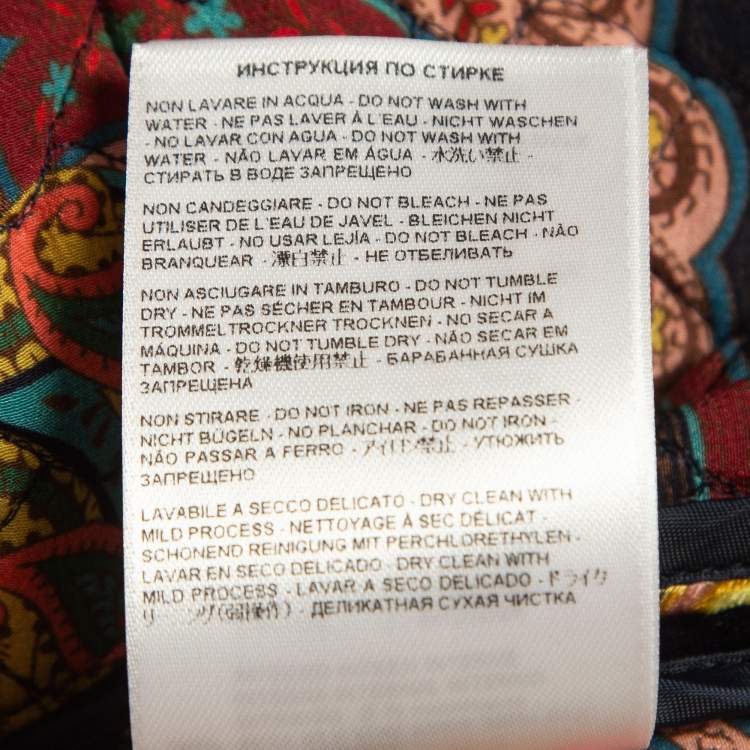 ИНСТРУКЦИЯ ПО СТИРКЕ
NON LAVARE IN ACQUA - DO NOT WASH WITH
WATER - NE PAS LAVER À L'EAU - NICHT WASCHEN
- NO LAVAR CON AGUA - DO NOT WASH WITH
WATER - NÃO LAVAR EM ÁGUA - 水洗い禁止 -
СТИРАТЬ В ВОДЕ ЗАПРЕЩЕНО
NON CANDEGGIARE - DO NOT BLEACH - NE PAS
UTILISER DE L'EAU DE JAVEL - BLEICHEN NICHT
ERLAUBT - NO USAR LEJÍA - DO NOT BLEACH - NÃO
BRANQUEAR - 漂白禁止 - НЕ ОТБЕЛИВАТЬ
NON ASCIUGARE IN TAMBURO - DO NOT TUMBLE
DRY - NE PAS SÉCHER EN TAMBOUR - NICHT IM
TROMMELTROCKNER TROCKNEN - NO SECAR A
MÁQUINA - DO NOT TUMBLE DRY - NÃO SECAR EM
TAMBOR - 乾燥機使用禁止 - БАРАБАННАЯ СУШКА
ЗАПРЕЩЕНА
NON STIRARE - DO NOT IRON - NE PAS REPASSER -
NICHT BÜGELN - NO PLANCHAR - DO NOT IRON -
NÃO PASSAR A FERRO - アイロン禁止 - УТЮЖИТЬ
ЗАПРЕЩЕНО
LAVABILE A SECCO DELICATO - DRY CLEAN WITH
MILD PROCESS - NETTOYAGE À SEC DÉLICAT -
SCHONEND REINIGUNG MIT PERCHLORETHYLEN -
LAVAR EN SECO DELICADO - DRY CLEAN WITH
MILD PROCESS - LAVAR A SECO DELICADO - ドライク
リーニング(弱操作) - ДЕЛИКАТНАЯ СУХАЯ ЧИСТКА